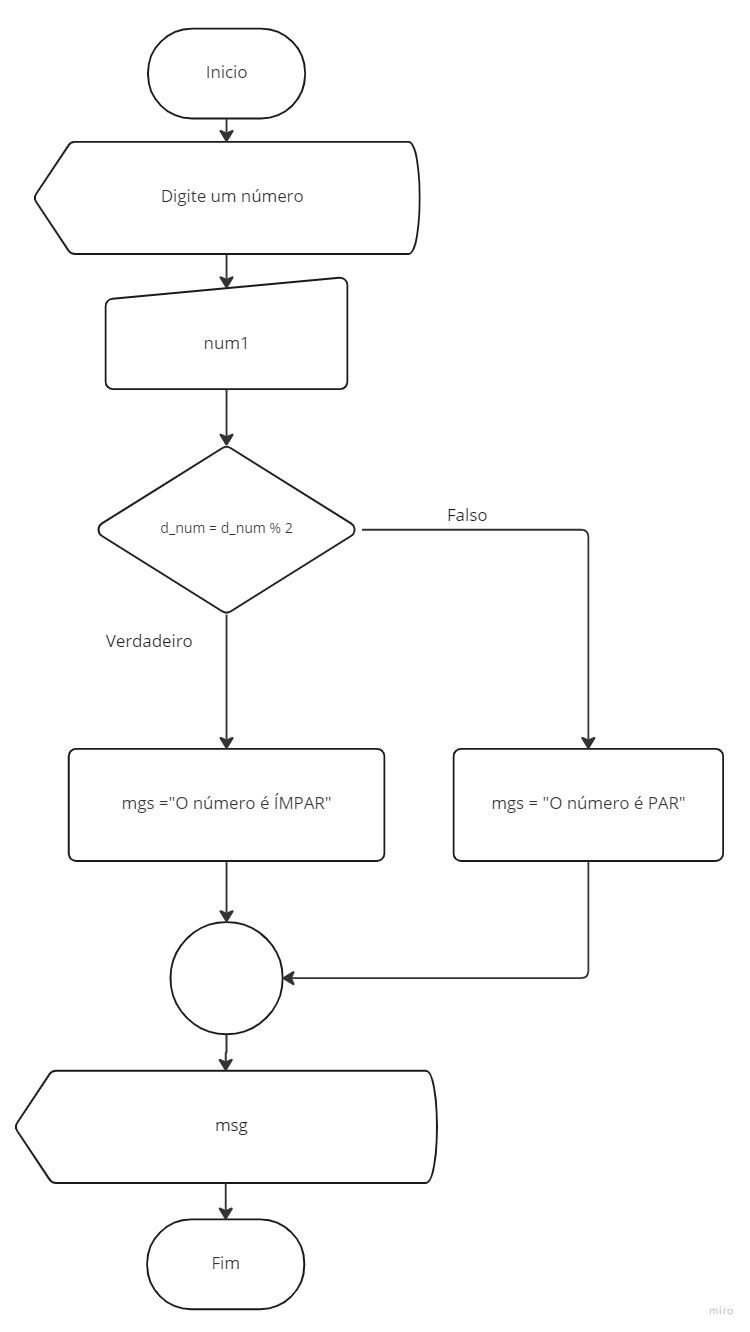 Inicio
Digite um número
num1
d_num = d_num % 2
Falso
Verdadeiro
mgs ="O número é ÍMPAR"
mgs = "O número é PAR"
msg
Fim
miro